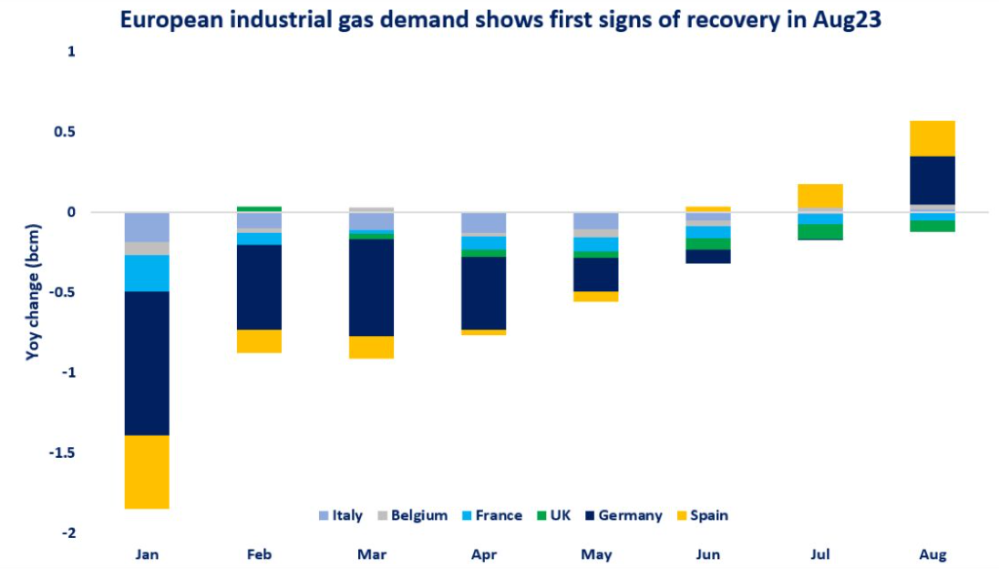 European industrial gas demand shows first signs of recovery in Aug23
1
0.5
0
-0.5
-1
-1.5
-2
Yoy change (bcm)
Italy Belgium France UK Germany Spain
Jan Feb Mar Apr May Jun Jul Aug